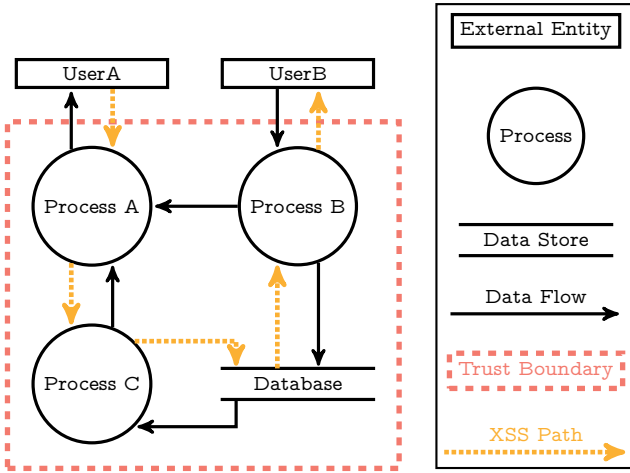 UserA
UserB
Process A
Process B
Process C
Database
External Entity
Process
Data Store
Data Flow
Trust Boundary
XSS Path